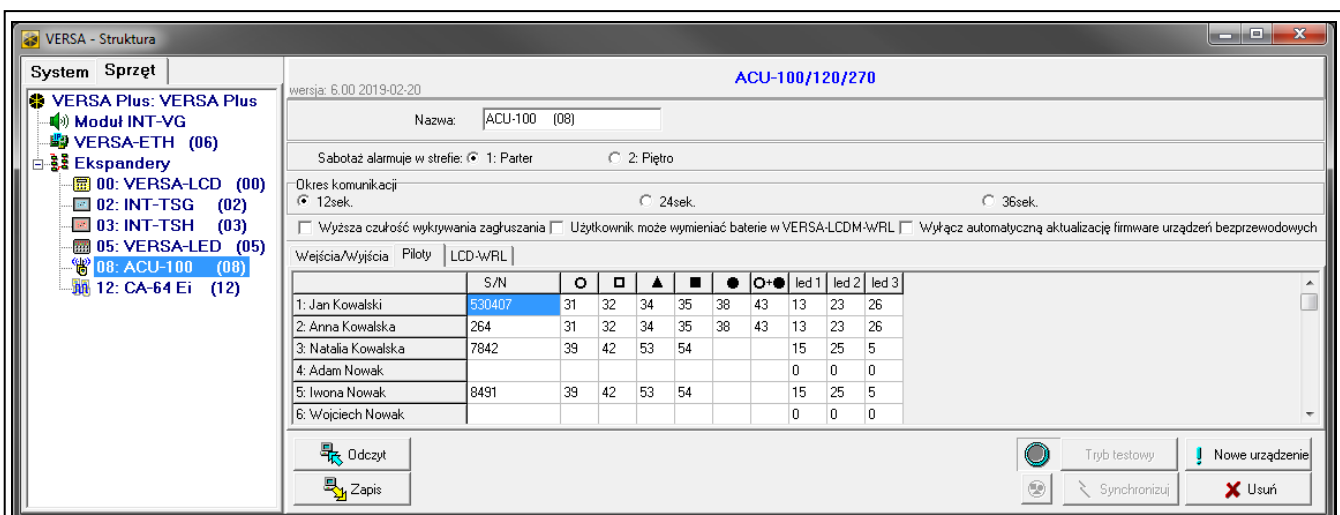 VERSA - Struktura
System Sprzęt
VERSA Plus: VERSA Plus
Moduł INT-VG
VERSA-ETH (06)
Ekspandery
00: VERSA-LCD (00)
02: INT-TSG (02)
03: INT-TSH (03)
05: VERSA-LED (05)
08: ACU-100 (08)
12: CA-64 Ei (12)
ACU-100/120/270
wersja: 6.00 2019-02-20
Nazwa: ACU-100 (08)
Sabotaż alarmuje w strefie: 1: Parter 2: Piętro
Okres komunikacji
12sek. 24sek. 36sek.
Wyższa czułość wykrywania zagłuszania Użytkownik może wymieniać baterie w VERSA-LCDM-WRL Wyłącz automatyczną aktualizację firmware urządzeń bezprzewodowych
Wejścia/Wyjścia Piloty LCD-WRL
S/N O+● led 1 led 2 led 3
1: Jan Kowalski 530407 31 32 34 35 38 43 13 23 26
2: Anna Kowalska 264 31 32 34 35 38 43 13 23 26
3: Natalia Kowalska 7842 39 42 53 54 15 25 5
4: Adam Nowak 0 0 0
5: Iwona Nowak 8491 39 42 53 54 15 25 5
6: Wojciech Nowak 0 0 0
Odczyt Tryb testowy Nowe urządzenie
Zapis Synchronizuj Usuń